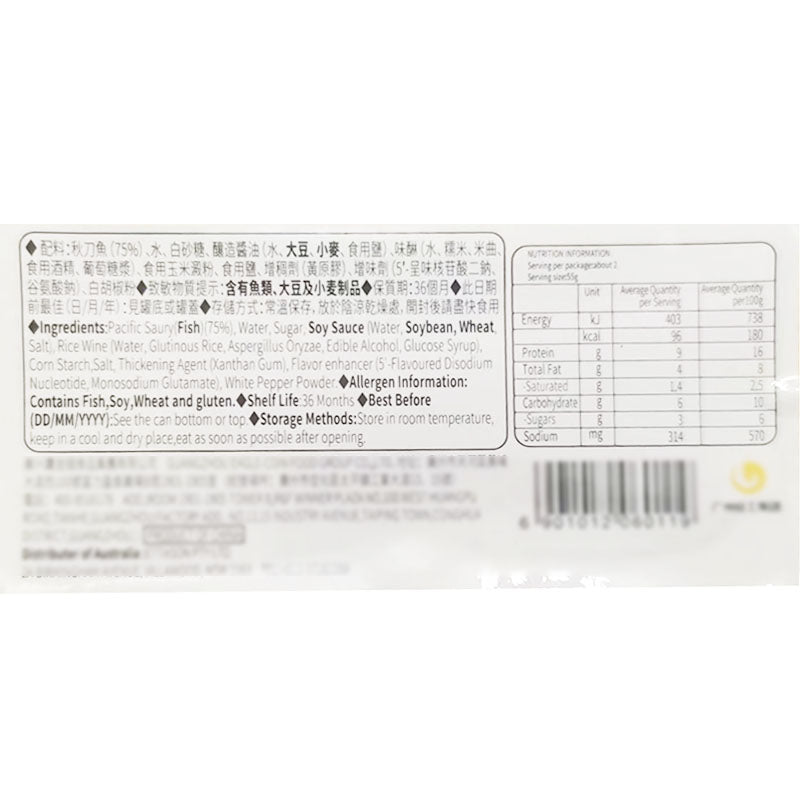 ◆配料:秋刀魚(75%)、水、白砂糖、釀造醬油(水、大豆、小麥、食用鹽)、味醂(水、糯米、米曲、
食用酒精、葡萄糖漿)、食用玉米澱粉、食用鹽、增稠劑(黃原膠)、增味劑(5'-呈味核苷酸二鈉、
谷氨酸鈉)、白胡椒粉◆致敏物質提示:含有魚類、大豆及小麦制品◆保質期:36個月◆此日期
前最佳(日/月/年):見罐底或罐蓋◆存儲方式:常溫保存,放於陰涼乾燥處,開封後請盡快食用
◆Ingredients:Pacific Saury(Fish)(75%), Water, Sugar, Soy Sauce (Water, Soybean, Wheat,
Salt), Rice Wine (Water, Glutinous Rice, Aspergillus Oryzae, Edible Alcohol, Glucose Syrup),
Corn Starch,Salt, Thickening Agent (Xanthan Gum), Flavor enhancer (5'-Flavoured Disodium
Nucleotide, Monosodium Glutamate), White Pepper Powder.◆Allergen Information:
Contains Fish,Soy,Wheat and gluten.◆Shelf Life:36 Months ◆Best Before
(DD/MM/YYYY):See the can bottom or top.◆Storage Methods:Store in room temperature,
keep in a cool and dry place,eat as soon as possible after opening.
NUTRITION INFORMATION
Serving per package:about 2
Serving size:55g
Unit Average Quantity per Serving Average Quantity per100g
Energy kJ 403 738
kcal 96 180
Protein g 9 16
Total Fat g 4 8
-Saturated g 1.4 2.5
Carbohydrate g 6 10
-Sugars g 3 6
Sodium mg 314 570
PRODUCT OF CHINA
Distributor of Australia
6 901012 060119